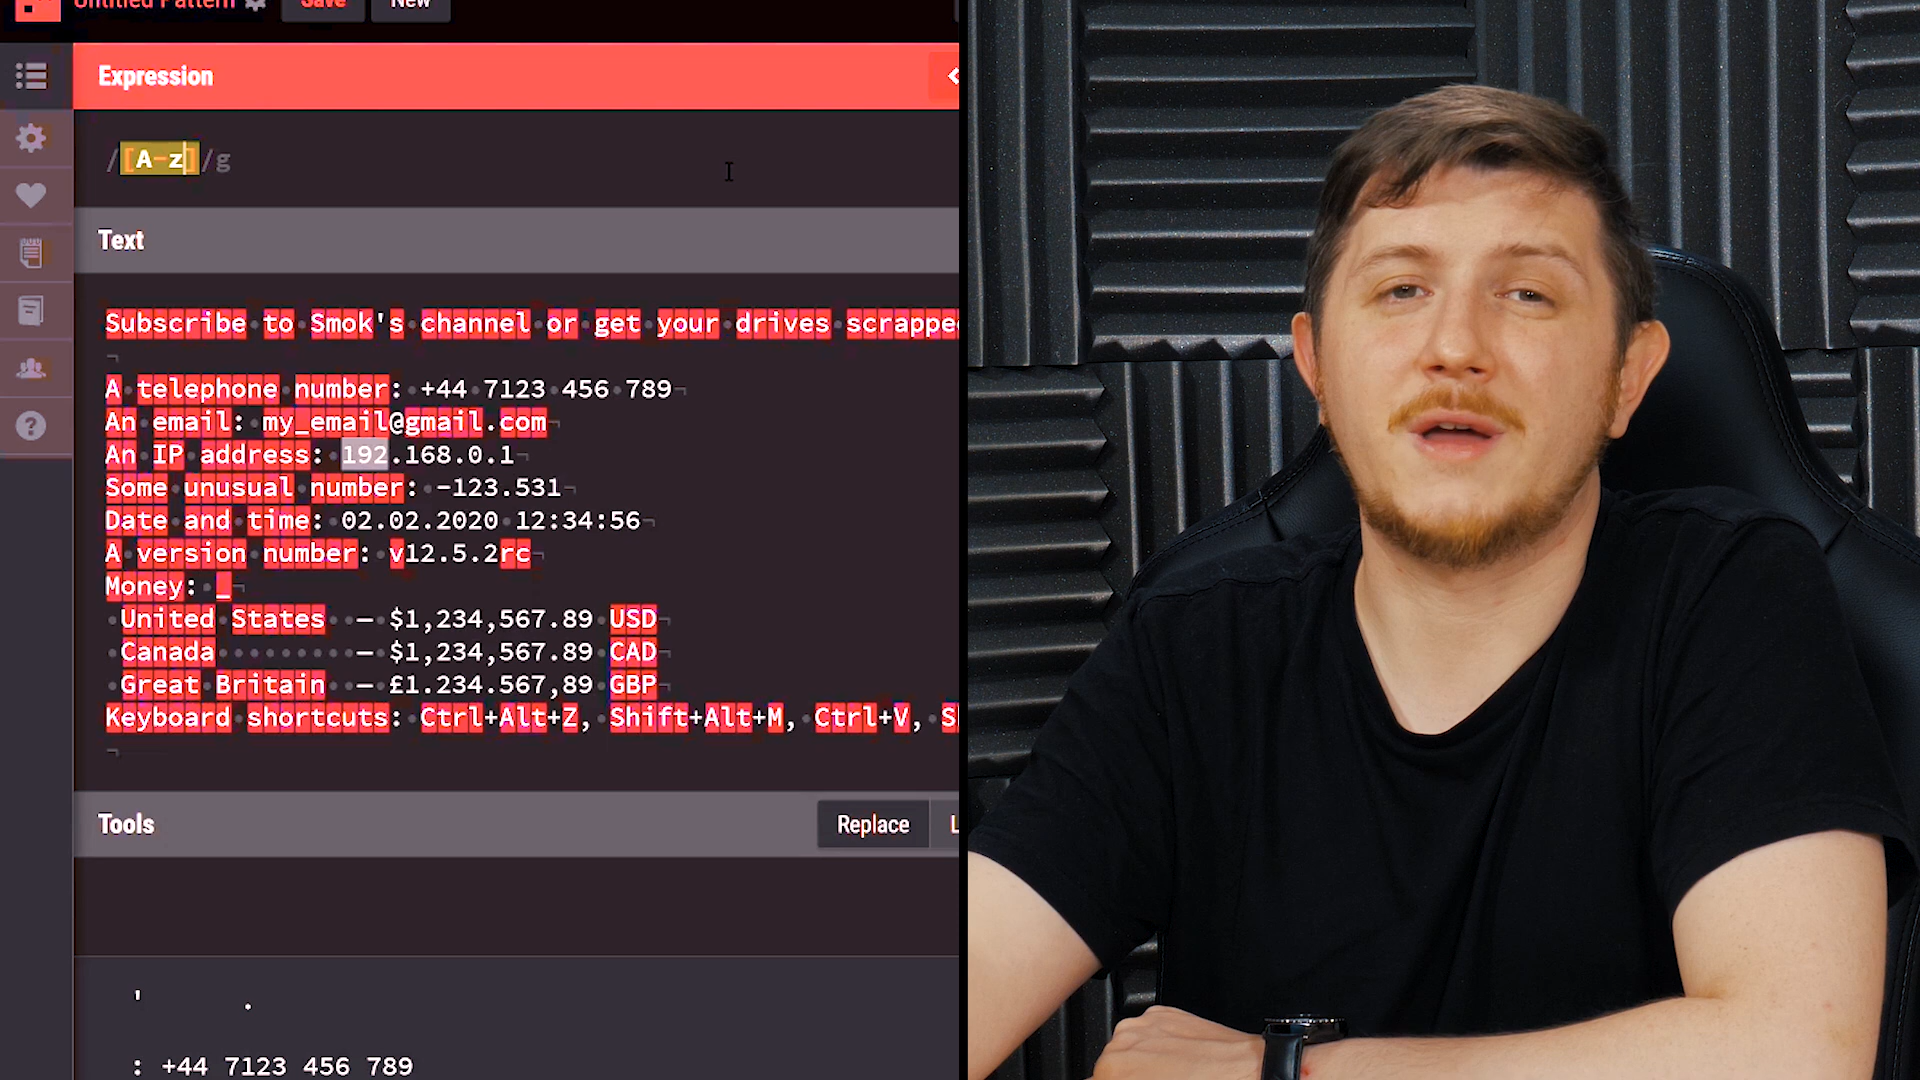 Untitled Pattern Save New
Expression
/[A-z]/g
Text
Subscribe to Smok's channel or get your drives scrapped
A telephone number: +44 7123 456 789
An email: my_email@gmail.com
An IP address: 192.168.0.1
Some unusual number: -123.531
Date and time: 02.02.2020 12:34:56
A version number: v12.5.2rc
Money: _
United States — $1,234,567.89 USD
Canada — $1,234,567.89 CAD
Great Britain — £1.234.567,89 GBP
Keyboard shortcuts: Ctrl+Alt+Z, Shift+Alt+M, Ctrl+V,
Tools
Replace
' .
: +44 7123 456 789